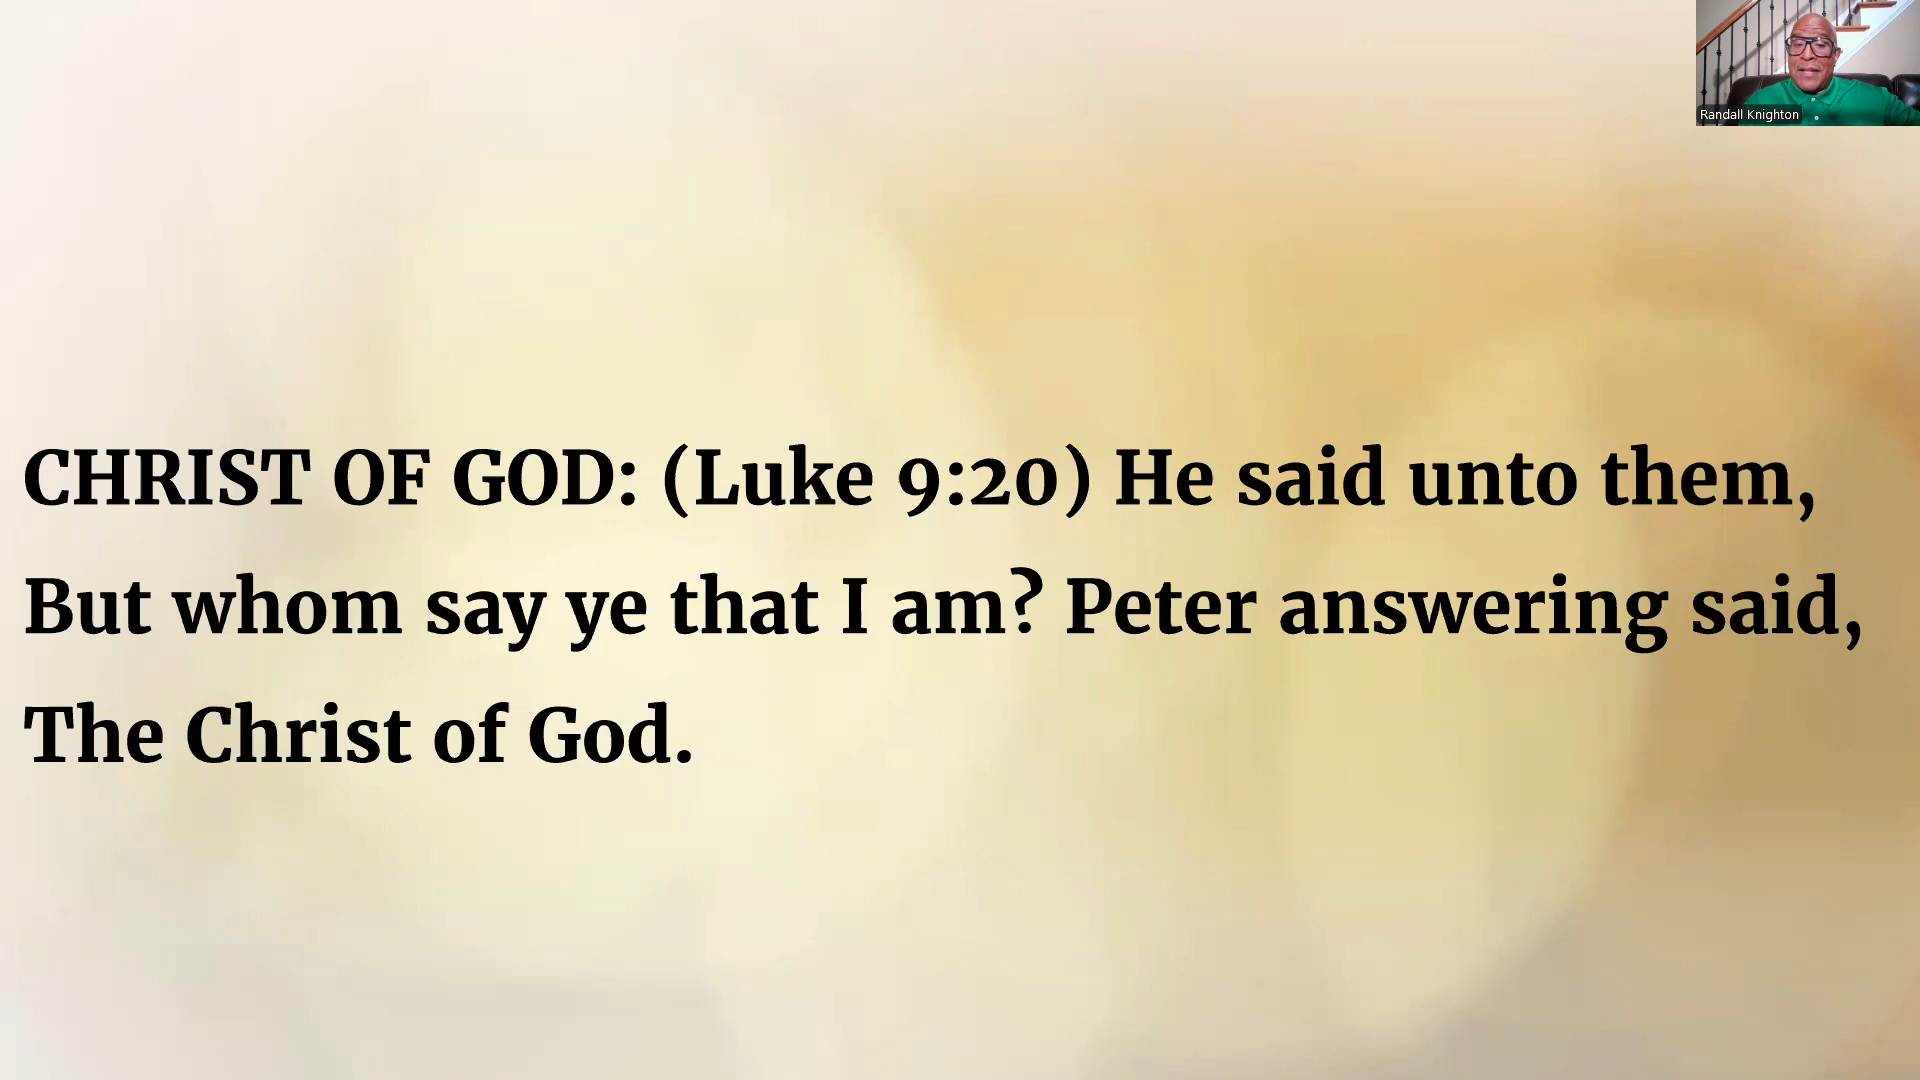 Randall Knighton
CHRIST OF GOD: (Luke 9:20) He said unto them,
But whom say ye that I am? Peter answering said,
The Christ of God.